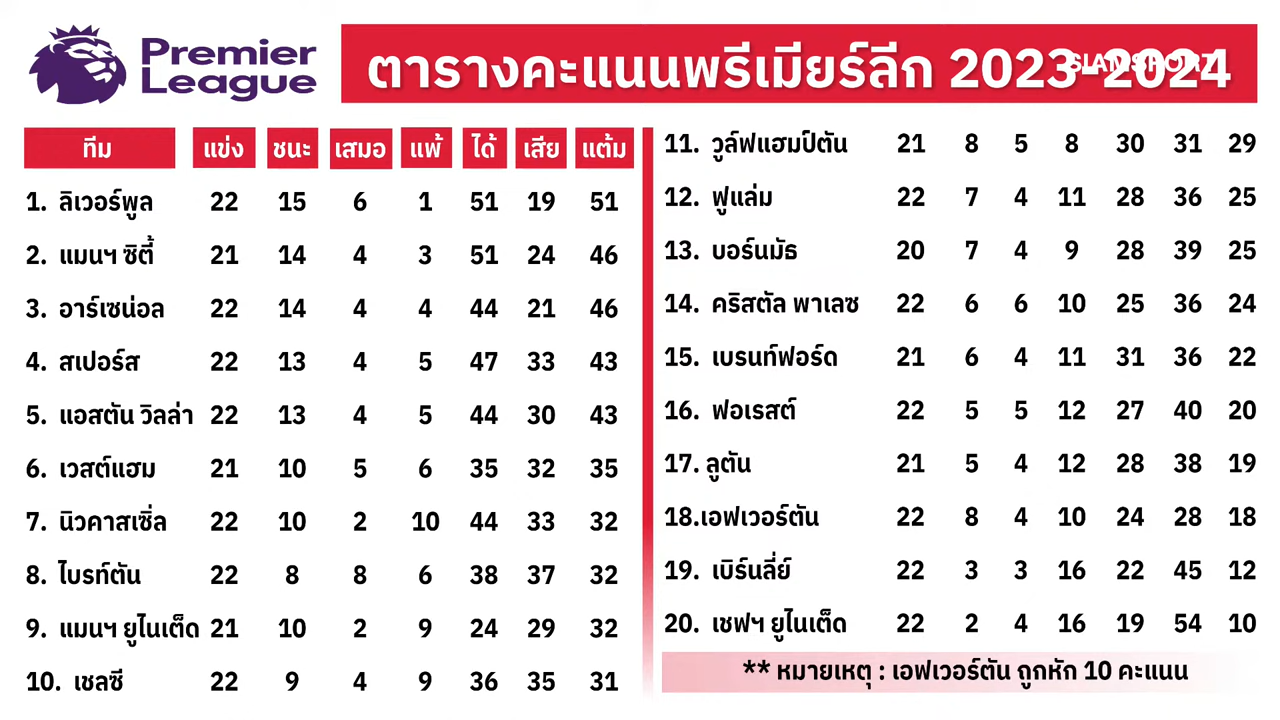 Premier
League
ตารางคะแนนพรีเมียร์ลีก 2023-2024
SIAMSPORT
ทีม แข่ง ชนะ เสมอ แพ้ ได้ เสีย แต้ม
1. ลิเวอร์พูล 22 15 6 1 51 19 51
2. แมนฯ ซิตี้ 21 14 4 3 51 24 46
3. อาร์เซน่อล 22 14 4 4 44 21 46
4. สเปอร์ส 22 13 4 5 47 33 43
5. แอสตัน วิลล่า 22 13 4 5 44 30 43
6. เวสต์แฮม 21 10 5 6 35 32 35
7. นิวคาสเซิ่ล 22 10 2 10 44 33 32
8. ไบรท์ตัน 22 8 8 6 38 37 32
9. แมนฯ ยูไนเต็ด 21 10 2 9 24 29 32
10. เชลซี 22 9 4 9 36 35 31
11. วูล์ฟแฮมป์ตัน 21 8 5 8 30 31 29
12. ฟูแล่ม 22 7 4 11 28 36 25
13. บอร์นมัธ 20 7 4 9 28 39 25
14. คริสตัล พาเลซ 22 6 6 10 25 36 24
15. เบรนท์ฟอร์ด 21 6 4 11 31 36 22
16. ฟอเรสต์ 22 5 5 12 27 40 20
17. ลูตัน 21 5 4 12 28 38 19
18.เอฟเวอร์ตัน 22 8 4 10 24 28 18
19. เบิร์นลี่ย์ 22 3 3 16 22 45 12
20. เชฟฯ ยูไนเต็ด 22 2 4 16 19 54 10
** หมายเหตุ : เอฟเวอร์ตัน ถูกหัก 10 คะแนน